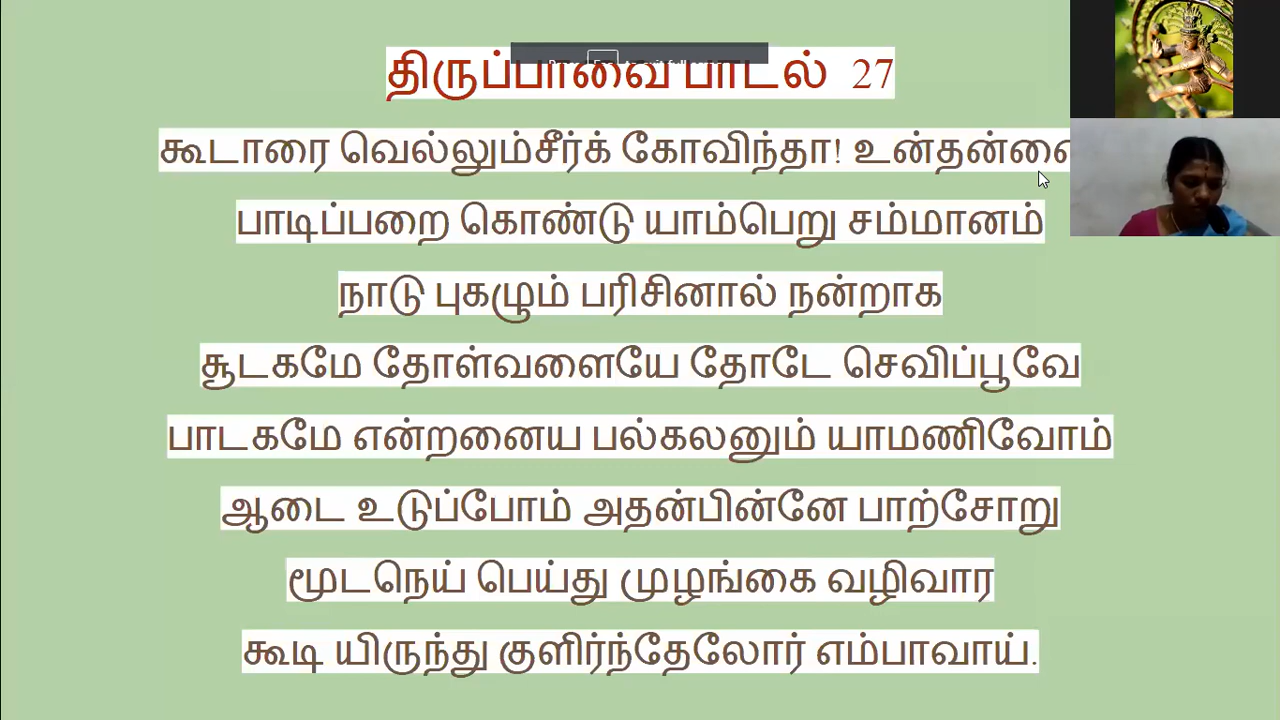 திருப்பாவை பாடல் 27
கூடாரை வெல்லும்சீர்க் கோவிந்தா! உன்தன்னை
பாடிப்பறை கொண்டு யாம்பெறு சம்மானம்
நாடு புகழும் பரிசினால் நன்றாக
சூடகமே தோள்வளையே தோடே செவிப்பூவே
பாடகமே என்றனைய பல்கலனும் யாமணிவோம்
ஆடை உடுப்போம் அதன்பின்னே பாற்சோறு
மூடநெய் பெய்து முழங்கை வழிவார
கூடி யிருந்து குளிர்ந்தேலோர் எம்பாவாய்.